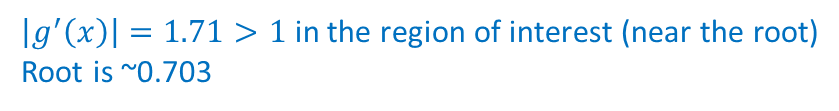 |g′(x)| = 1.71 > 1 in the region of interest (near the root)
Root is ~0.703